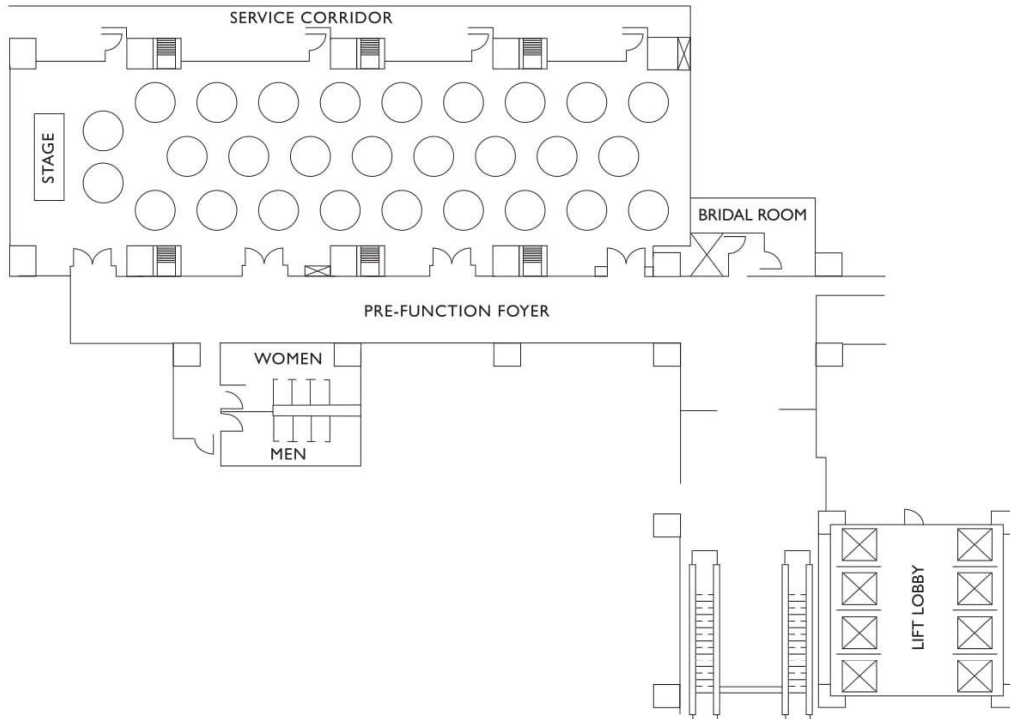 SERVICE CORRIDOR
STAGE
BRIDAL ROOM
PRE-FUNCTION FOYER
WOMEN
MEN
LIFT LOBBY